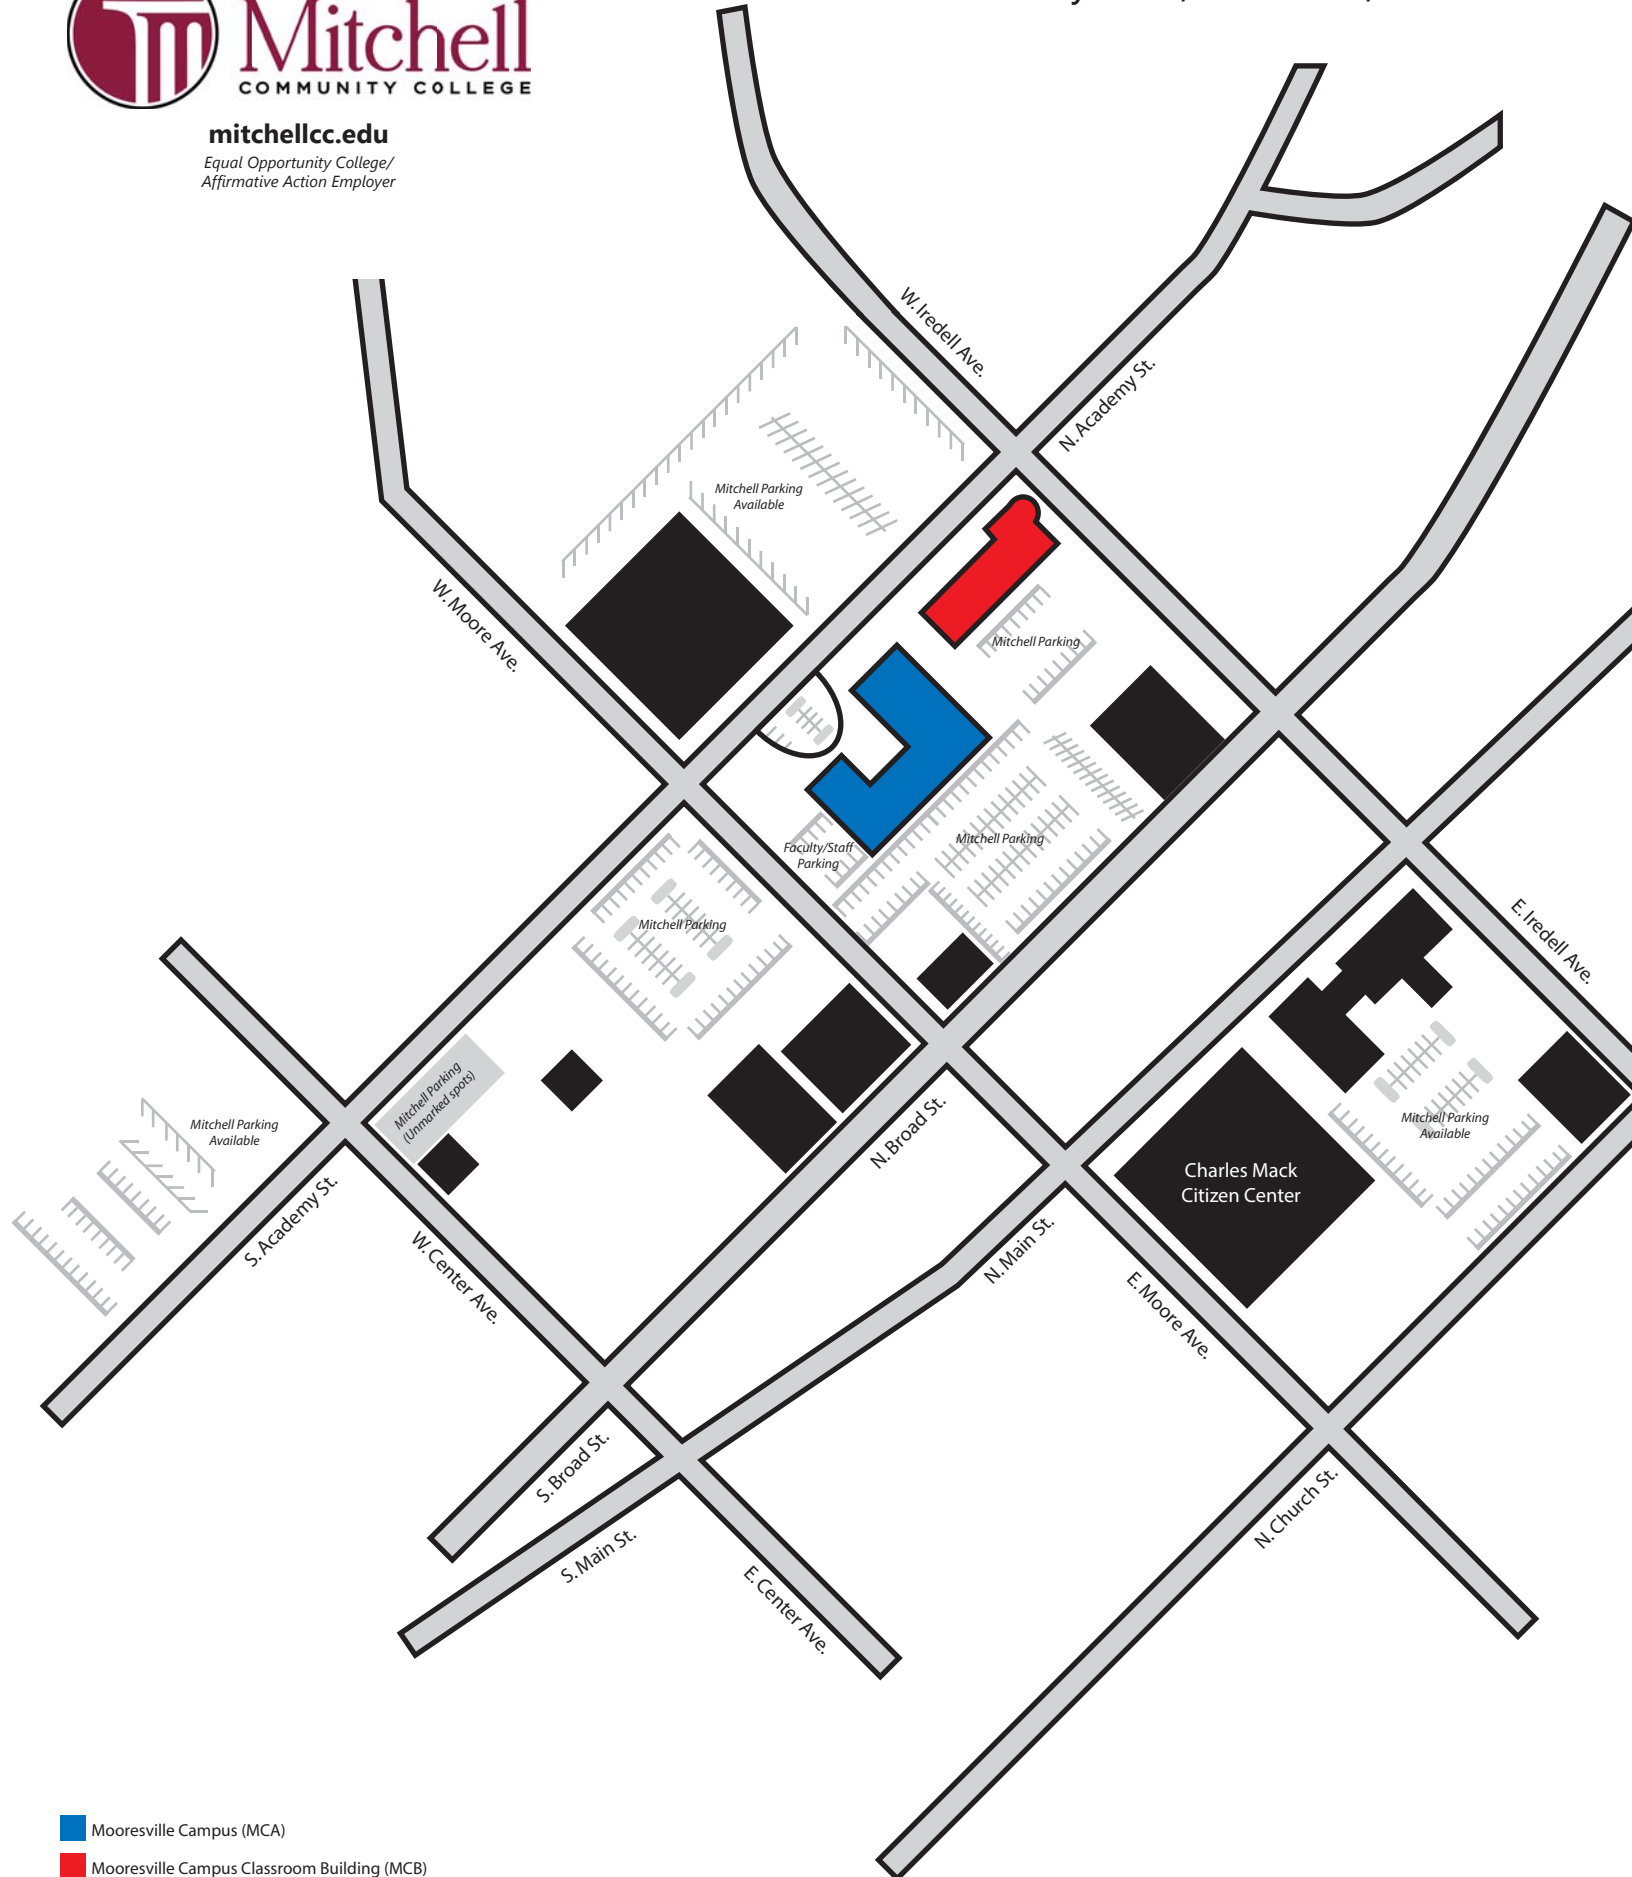 Mitchell
COMMUNITY COLLEGE
mitchellcc.edu
Equal Opportunity College/
Affirmative Action Employer
W. Iredell Ave.
N. Academy St.
Mitchell Parking
Available
W. Moore Ave.
Mitchell Parking
Mitchell Parking
Faculty/Staff
Parking
Mitchell Parking
E. Iredell Ave.
Mitchell Parking
(Unmarked spots)
Mitchell Parking
Available
N. Broad St.
Mitchell Parking
Available
Charles Mack
Citizen Center
S. Academy St.
W. Center Ave.
N. Main St.
E. Moore Ave.
S. Broad St.
N. Church St.
S. Main St.
E. Center Ave.
Mooresville Campus (MCA)
Mooresville Campus Classroom Building (MCB)